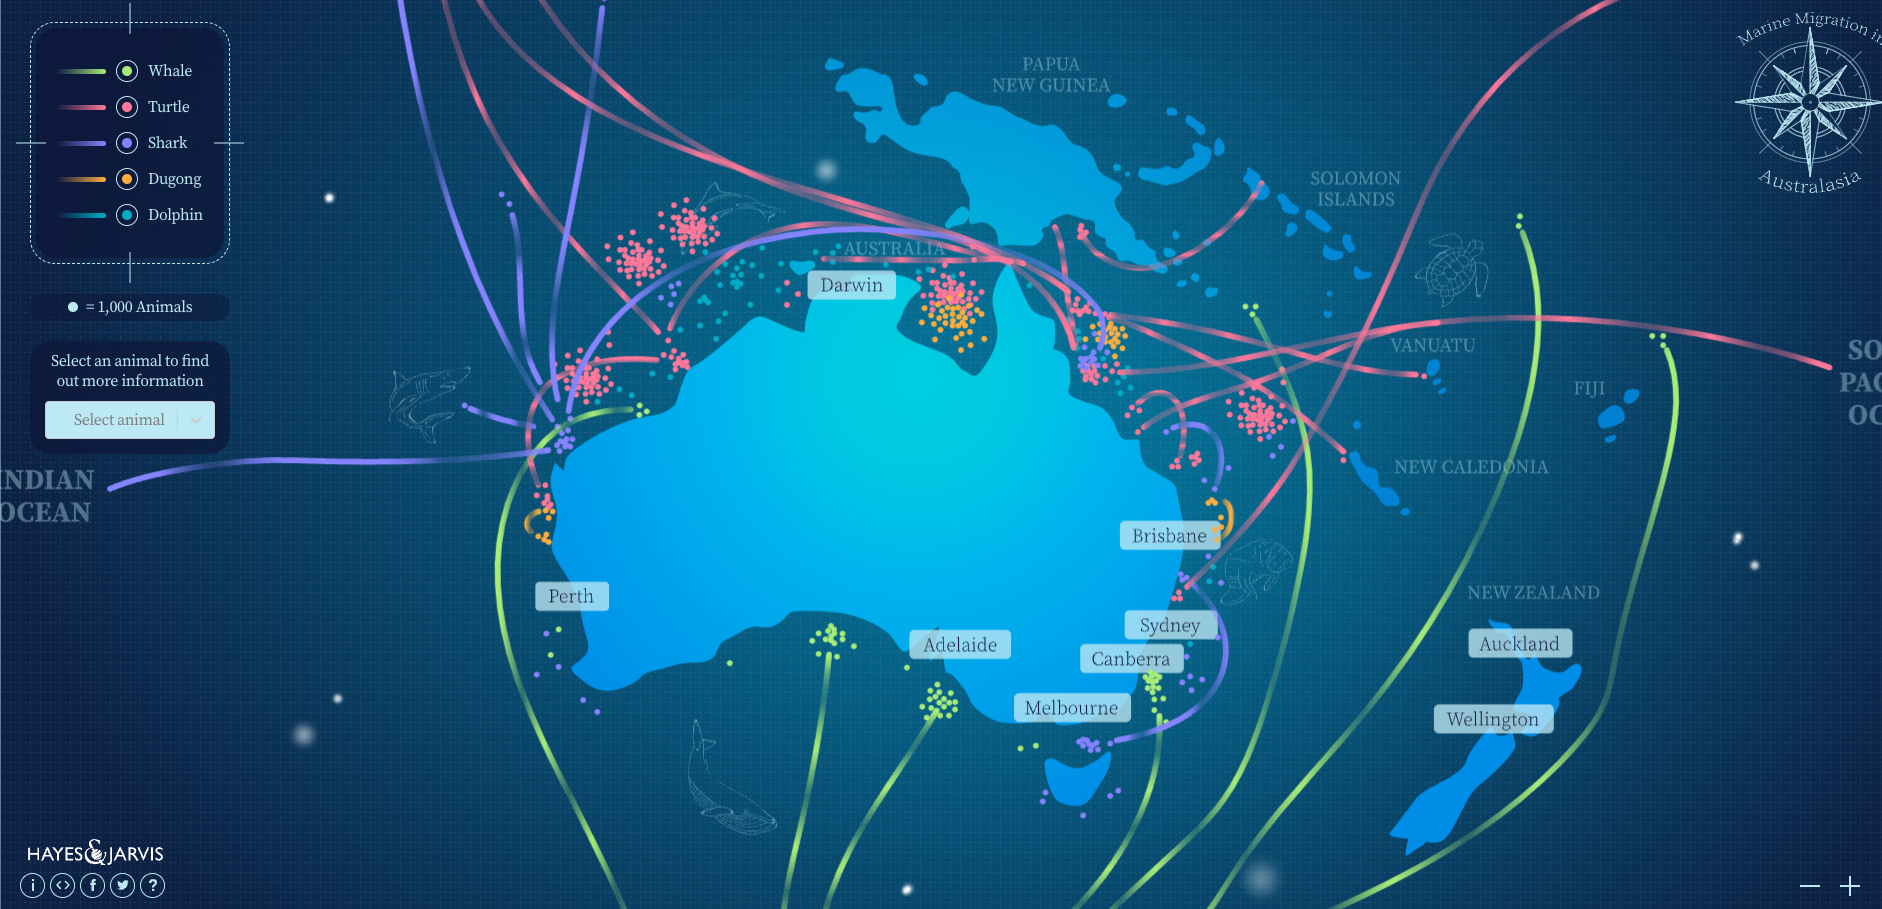 Whale
Turtle
Shark
Dugong
Dolphin
= 1,000 Animals
Select an animal to find
out more information
Select animal
Marine Migration in
Australasia
PAPUA
NEW GUINEA
SOLOMON
ISLANDS
AUSTRALIA
Darwin
VANUATU
FIJI
NEW CALEDONIA
INDIAN
OCEAN
SO
PAC
OC
Brisbane
Perth
Sydney
Adelaide
Canberra
Melbourne
NEW ZEALAND
Auckland
Wellington
HAYES & JARVIS